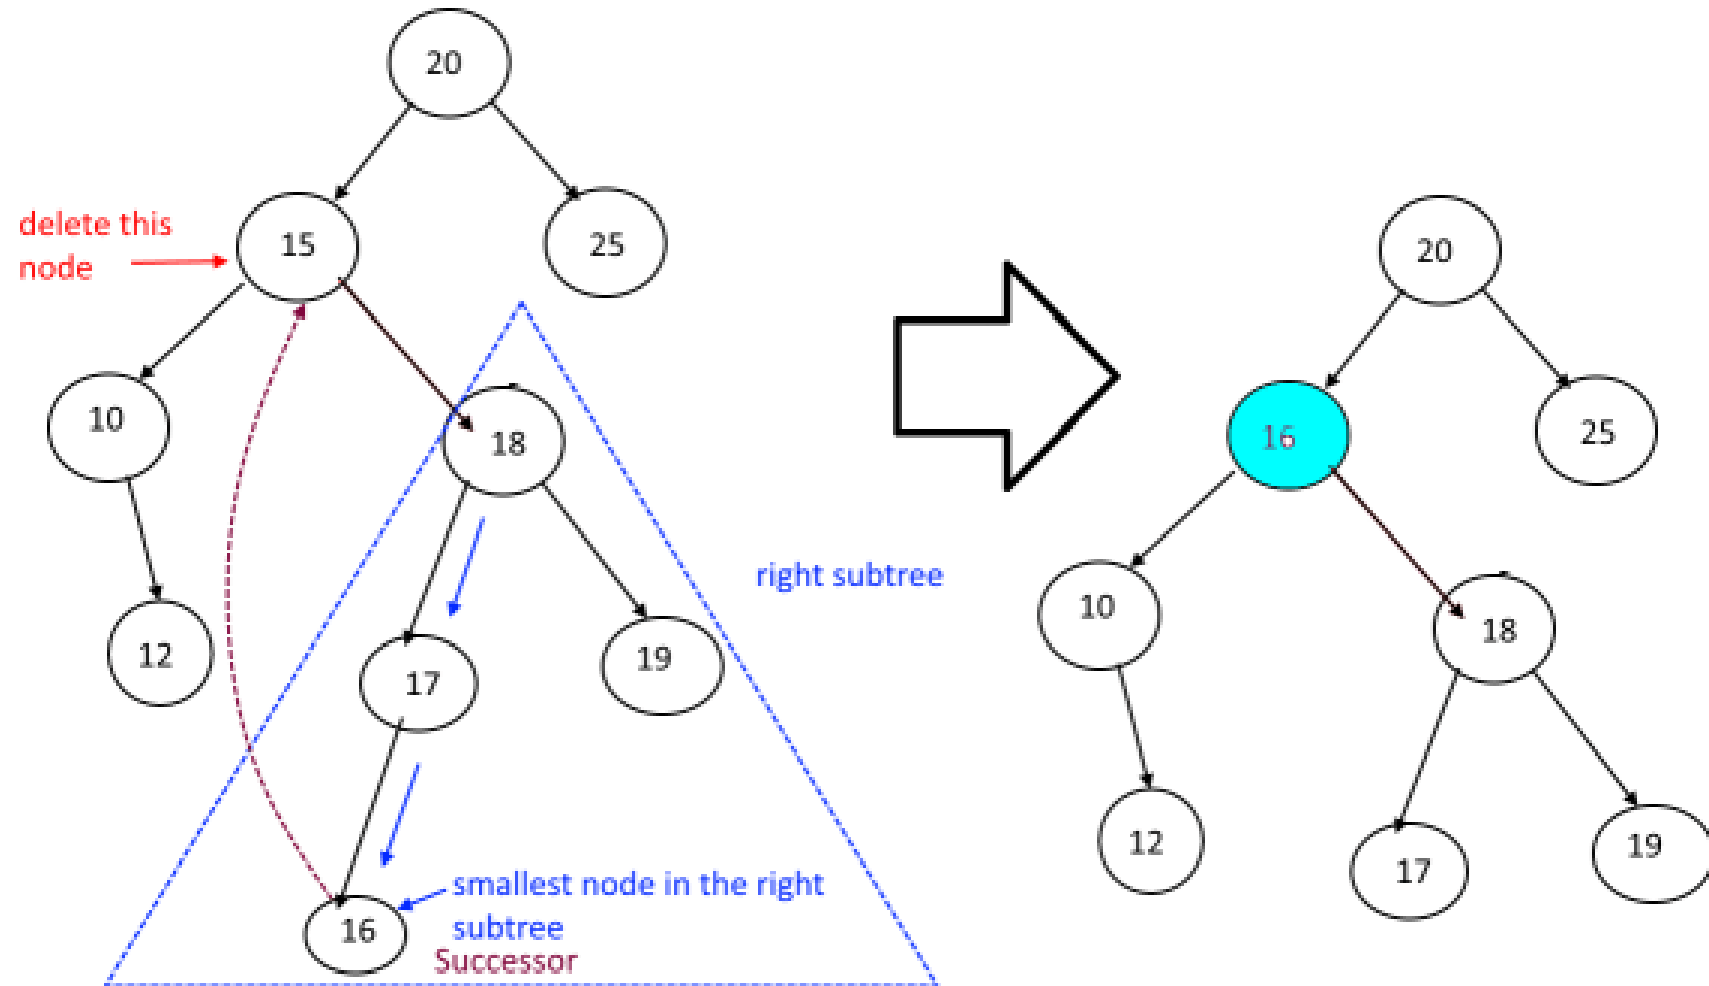 20
delete this
node
15
25
10
18
12
17
19
right subtree
16
smallest node in the right
subtree
Successor
20
16
25
10
18
12
17
19